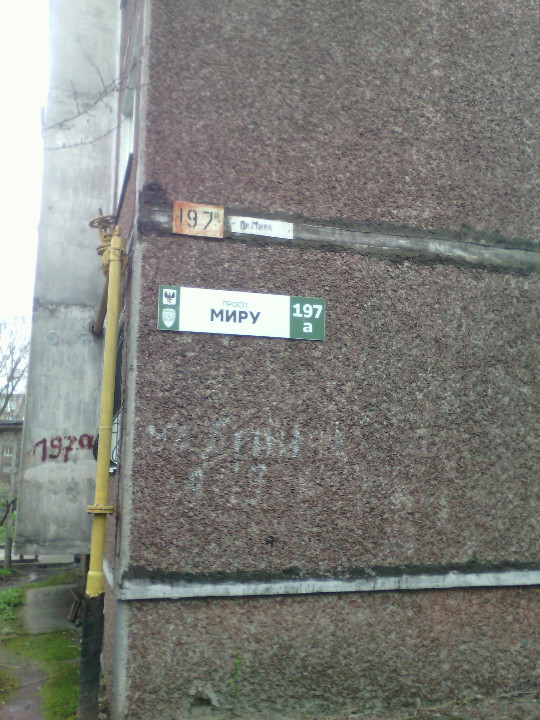 197а
Пр. Мира
ПРОСП.
МИРУ
197
а
197а